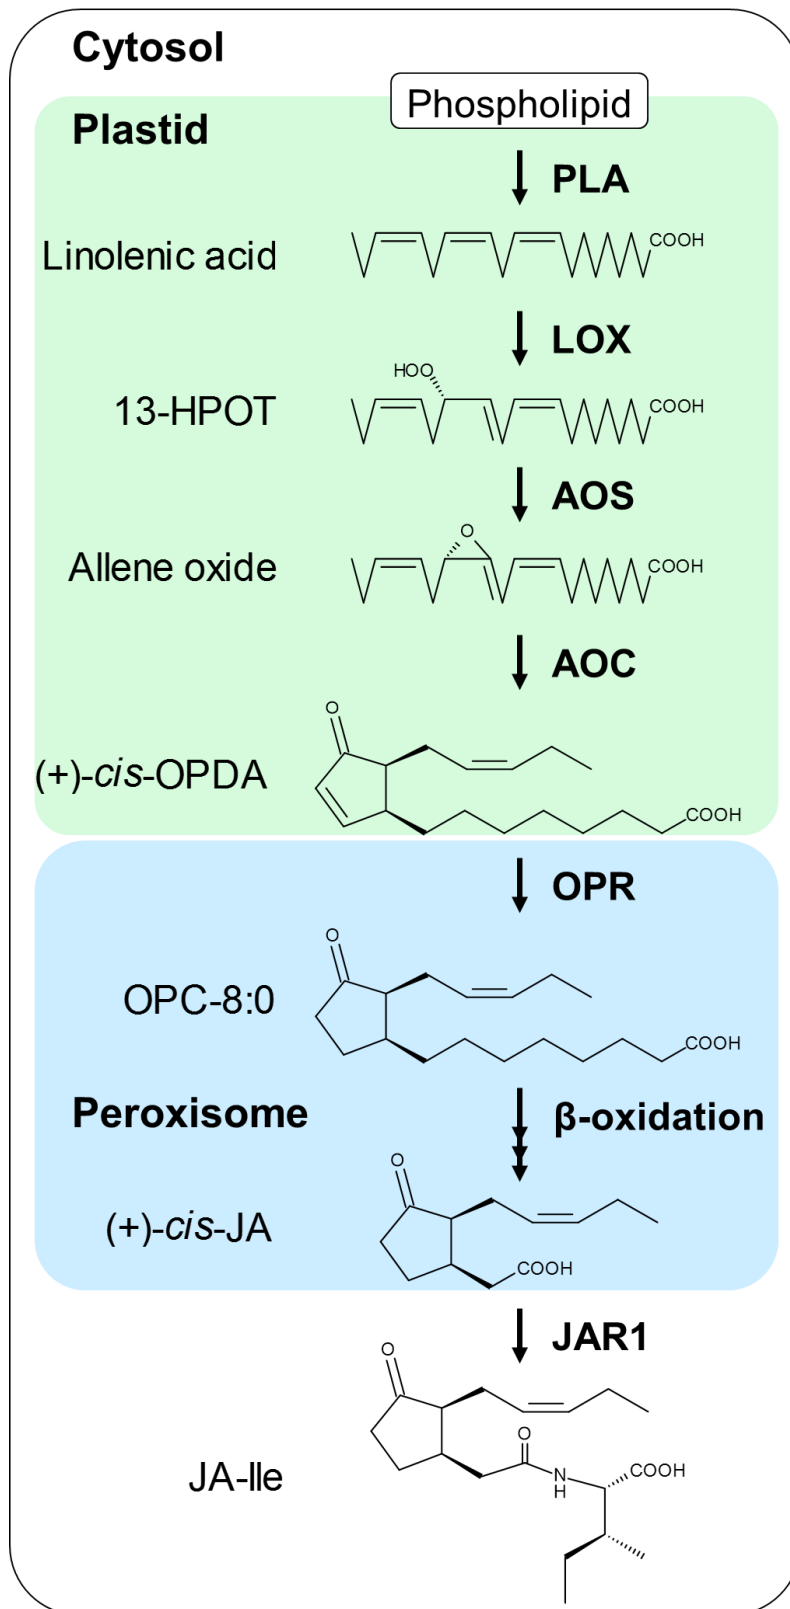 Cytosol
Phospholipid
Plastid
PLA
Linolenic acid
COOH
LOX
HOO
13-HPOT
COOH
AOS
O
Allene oxide
COOH
AOC
O
(+)-cis-OPDA
COOH
OPR
O
OPC-8:0
COOH
Peroxisome
β-oxidation
O
(+)-cis-JA
COOH
JAR1
O
O
JA-Ile
N
H
COOH